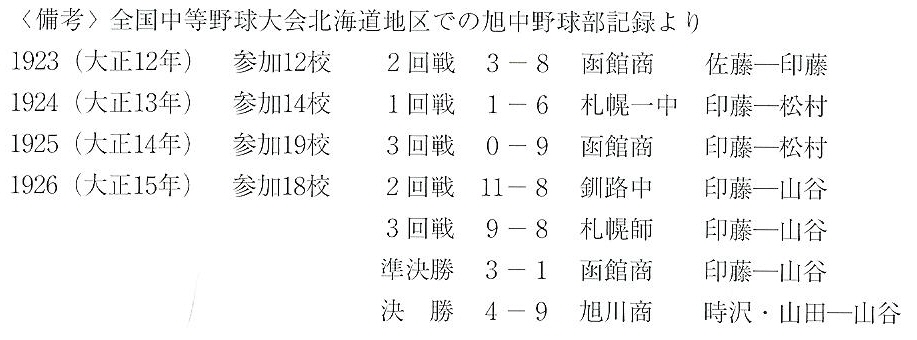 〈備考〉全国中等野球大会北海道地区での旭中野球部記録より
1923（大正12年） 参加12校 2回戦 3－8 函館商 佐藤―印藤
1924（大正13年） 参加14校 1回戦 1－6 札幌一中 印藤―松村
1925（大正14年） 参加19校 3回戦 0－9 函館商 印藤―松村
1926（大正15年） 参加18校 2回戦 11－8 釧路中 印藤―山谷
3回戦 9－8 札幌師 印藤―山谷
準決勝 3－1 函館商 印藤―山谷
決　勝 4－9 旭川商 時沢・山田―山谷